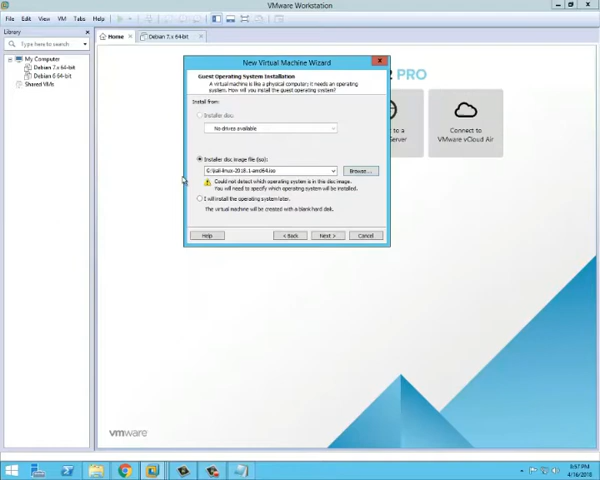 VMware Workstation
File Edit View VM Tabs Help
Library
Type here to search
My Computer
Debian 7.x 64-bit
Debian 6 64-bit
Shared VMs
Home
Debian 7.x 64-bit
PRO
Connect to
VMware vCloud Air
New Virtual Machine Wizard
Guest Operating System Installation
A virtual machine is like a physical computer; it needs an operating
system. How will you install the guest operating system?
Install from:
Installer disc:
No drives available
Installer disc image file (iso):
Browse...
Could not detect which operating system is in this disc image.
You will need to specify which operating system will be installed.
I will install the operating system later.
The virtual machine will be created with a blank hard disk.
Help
< Back
Next >
Cancel
vmware
8:57 PM
4/16/2018